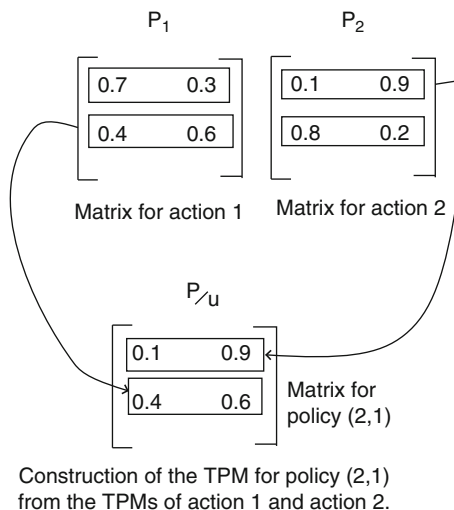 P1 P2
0.7 0.3 0.1 0.9
0.4 0.6 0.8 0.2
Matrix for action 1 Matrix for action 2
P/u
0.1 0.9
0.4 0.6
Matrix for
policy (2,1)
Construction of the TPM for policy (2,1)
from the TPMs of action 1 and action 2.